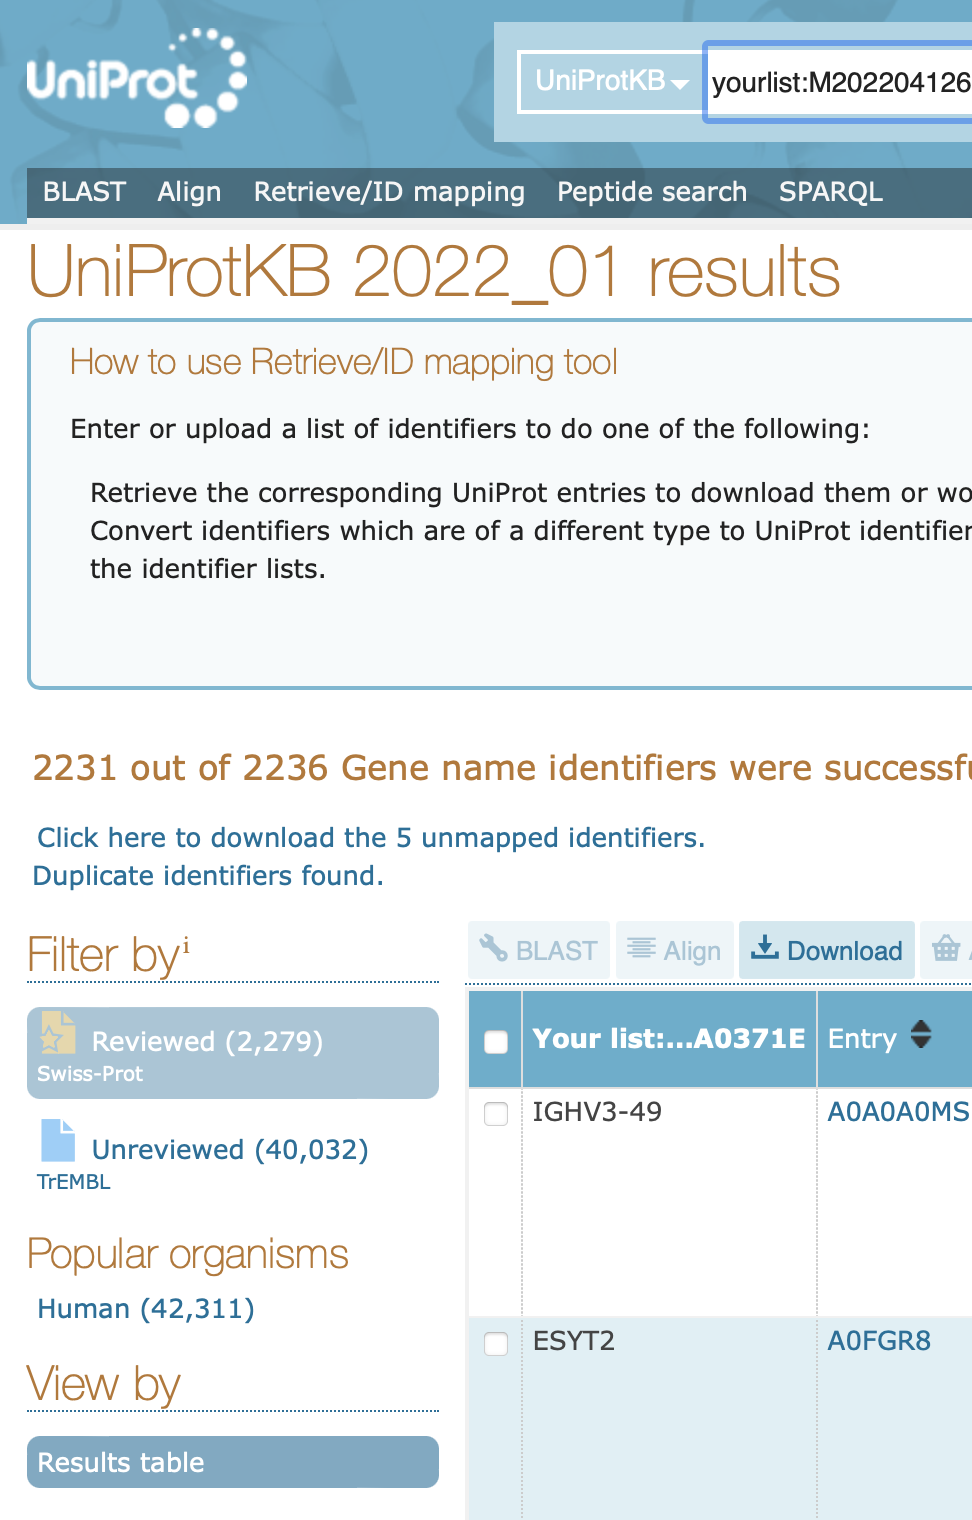 UniProt
UniProtKB
yourlist:M202204126
BLAST Align Retrieve/ID mapping Peptide search SPARQL
UniProtKB 2022_01 results
How to use Retrieve/ID mapping tool
Enter or upload a list of identifiers to do one of the following:
Retrieve the corresponding UniProt entries to download them or wo
Convert identifiers which are of a different type to UniProt identifier
the identifier lists.
2231 out of 2236 Gene name identifiers were successfu
Click here to download the 5 unmapped identifiers.
Duplicate identifiers found.
Filter byi
BLAST Align Download
Reviewed (2,279)
Swiss-Prot
Your list:...A0371E Entry
Unreviewed (40,032)
TrEMBL
IGHV3-49 A0A0A0MS
Popular organisms
Human (42,311)
ESYT2 A0FGR8
View by
Results table